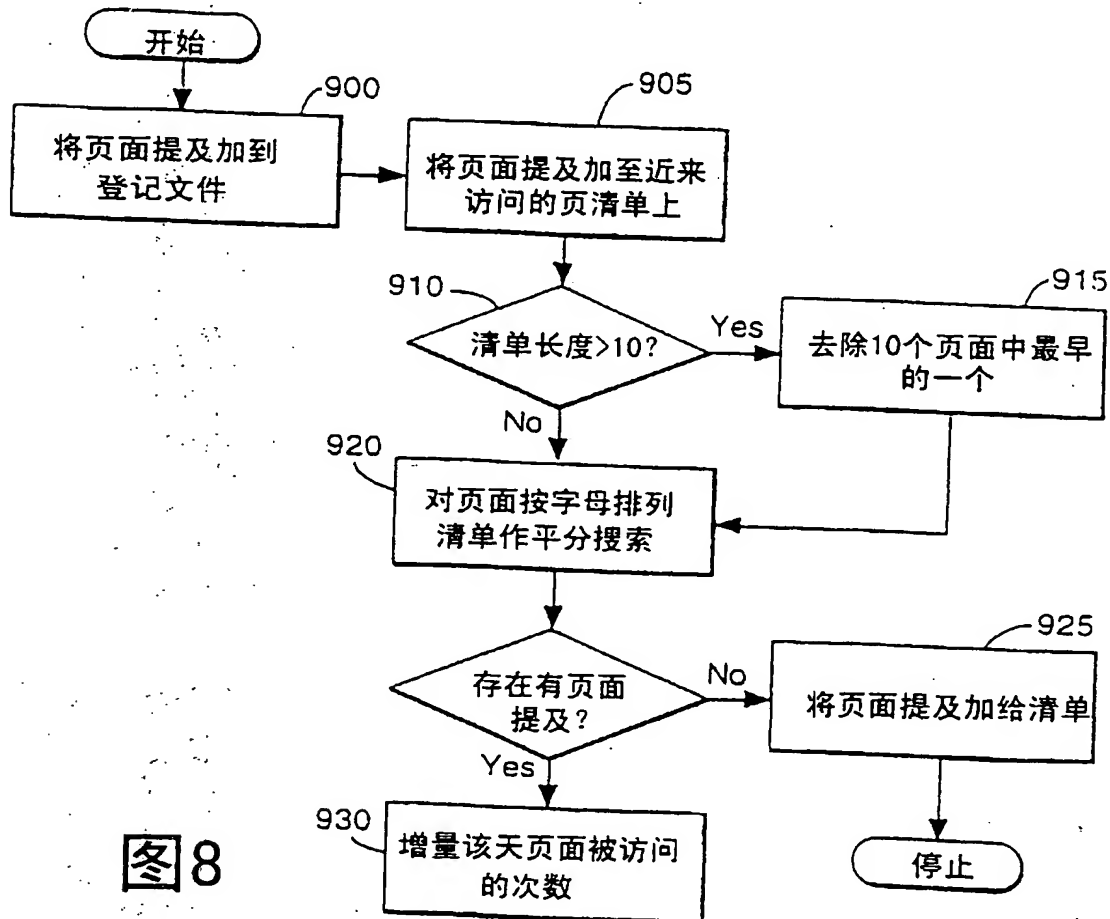 开始
900
将页面提及加到
登记文件
905
将页面提及加至近来
访问的页清单上
910
清单长度>10?
Yes
915
去除10个页面中最早
的一个
No
920
对页面按字母排列
清单作平分搜索
存在有页面
提及?
No
925
将页面提及加给清单
Yes
930
增量该天页面被访问
的次数
停止
图8